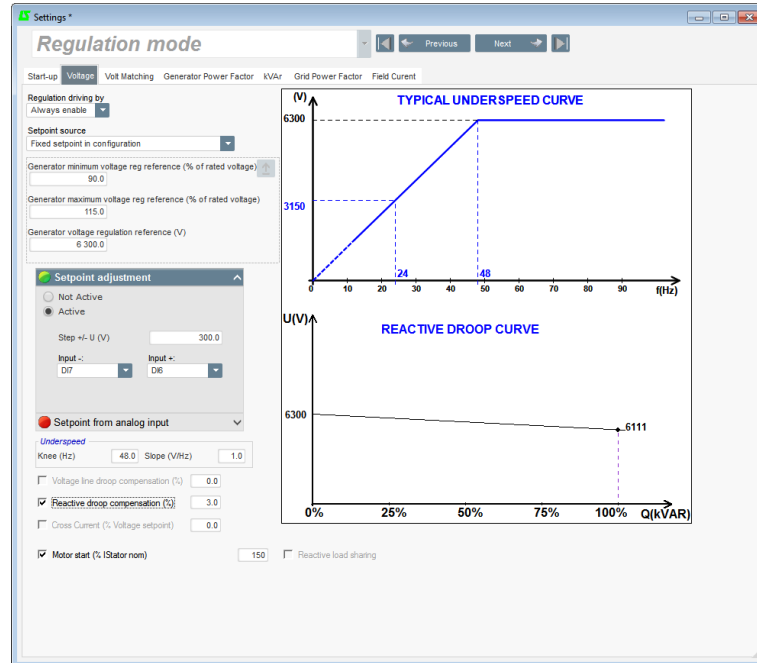 Settings *
Regulation mode
Previous
Next
Start-up Voltage Volt Matching Generator Power Factor kVAr Grid Power Factor Field Curent
Regulation driving by
Always enable
Setpoint source
Fixed setpoint in configuration
Generator minimum voltage reg reference (% of rated voltage)
90.0
Generator maximum voltage reg reference (% of rated voltage)
115.0
Generator voltage regulation reference (V)
6 300.0
Setpoint adjustment
Not Active
Active
Step +/- U (V) 300.0
Input -: Input +:
DI7 DI6
Setpoint from analog input
Underspeed
Knee (Hz) 48.0 Slope (V/Hz) 1.0
Voltage line droop compensation (%) 0.0
Reactive droop compensation (%) 3.0
Cross Current (% Voltage setpoint) 0.0
Motor start (% IStator nom) 150 Reactive load sharing
(V)
TYPICAL UNDERSPEED CURVE
6300
3150
24 48
0 10 20 30 40 50 60 70 80 90 f(Hz)
U(V)
REACTIVE DROOP CURVE
6300
6111
0% 25% 50% 75% 100% Q(kVAR)